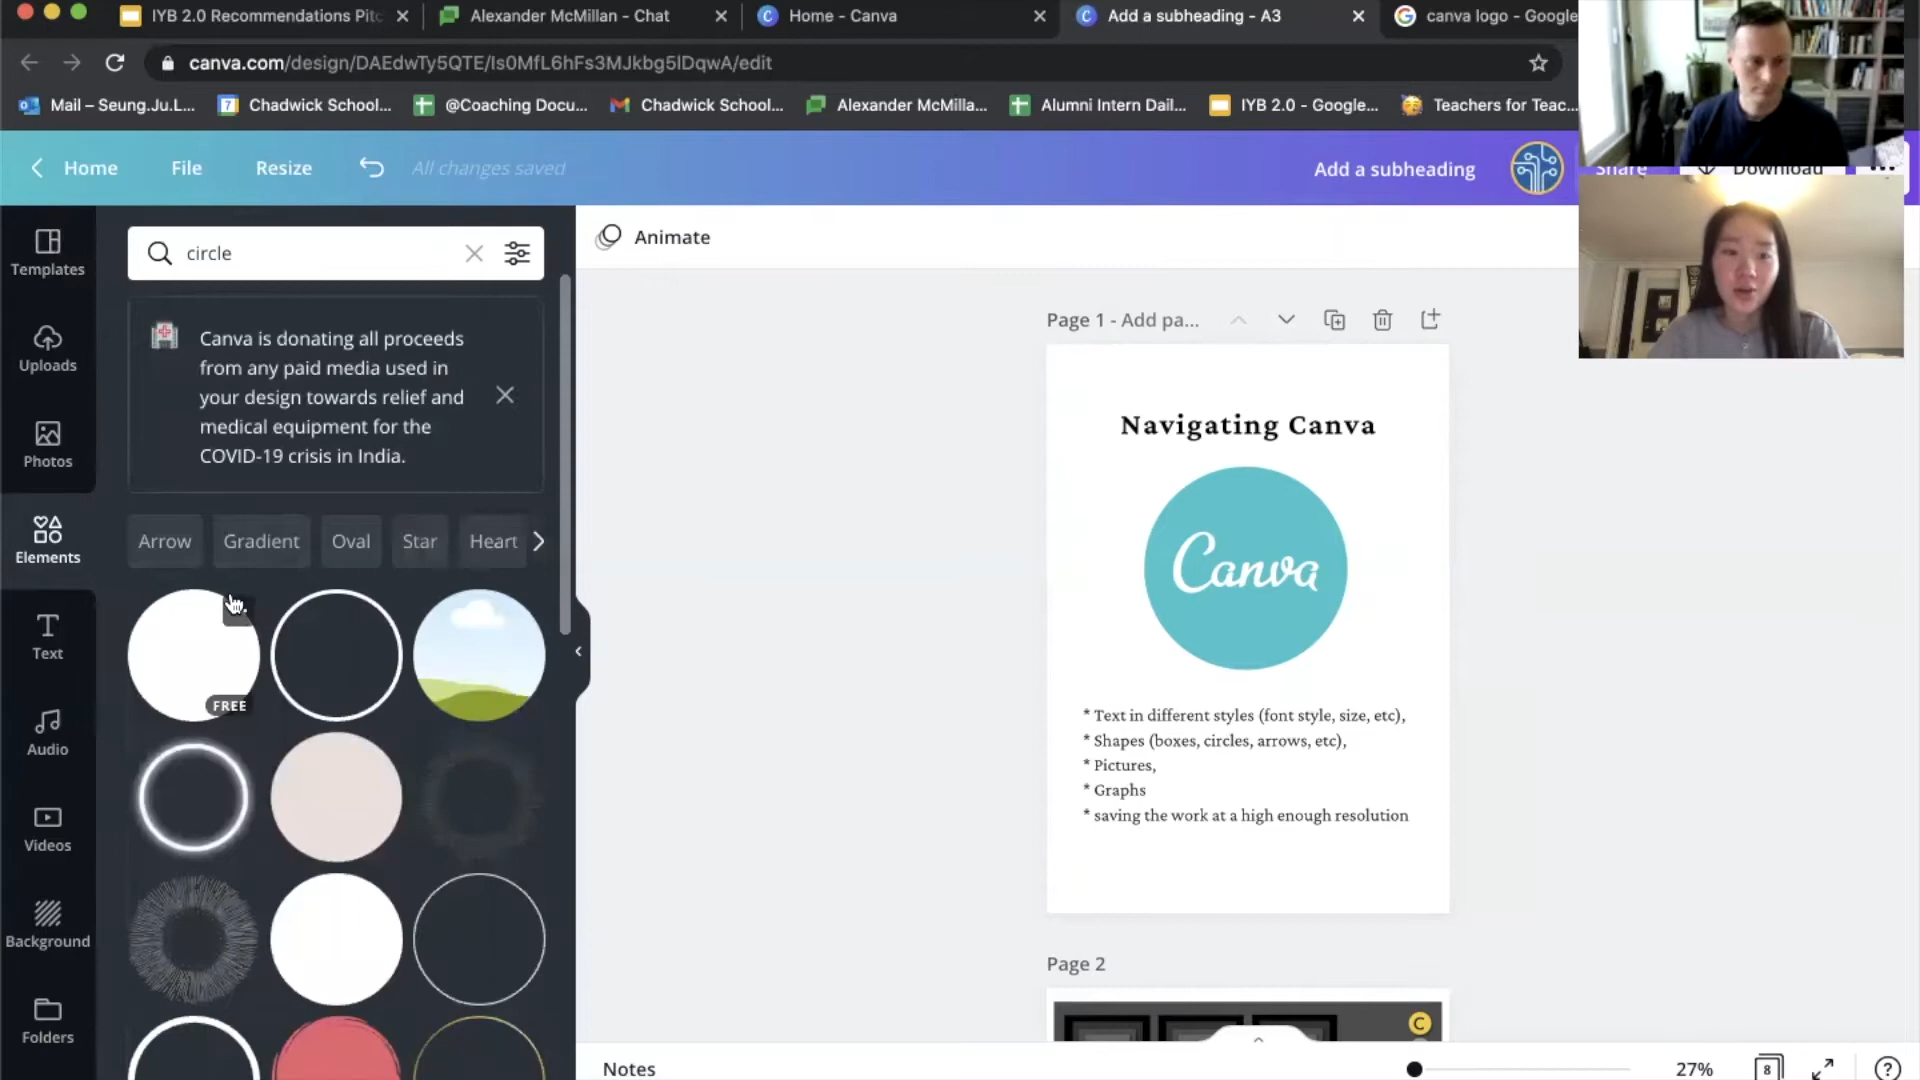 IYB 2.0 Recommendations Pitc
Alexander McMillan - Chat
Home - Canva
Add a subheading - A3
canva logo - Google
canva.com/design/DAEdwTy5QTE/Is0MfL6hFs3MJkbg5lDqwA/edit
Mail – Seung.Ju.L...
Chadwick School...
@Coaching Docu...
Chadwick School...
Alexander McMilla...
Alumni Intern Dail...
IYB 2.0 - Google...
Teachers for Teac...
Home
File
Resize
All changes saved
Add a subheading
Share
Download
Templates
Uploads
Photos
Elements
Text
Audio
Videos
Background
Folders
circle
Canva is donating all proceeds
from any paid media used in
your design towards relief and
medical equipment for the
COVID-19 crisis in India.
Arrow
Gradient
Oval
Star
Heart
FREE
Animate
Page 1 - Add pa...
Navigating Canva
Canva
* Text in different styles (font style, size, etc),
* Shapes (boxes, circles, arrows, etc),
* Pictures,
* Graphs
* saving the work at a high enough resolution
Page 2
C
Notes
27%
8